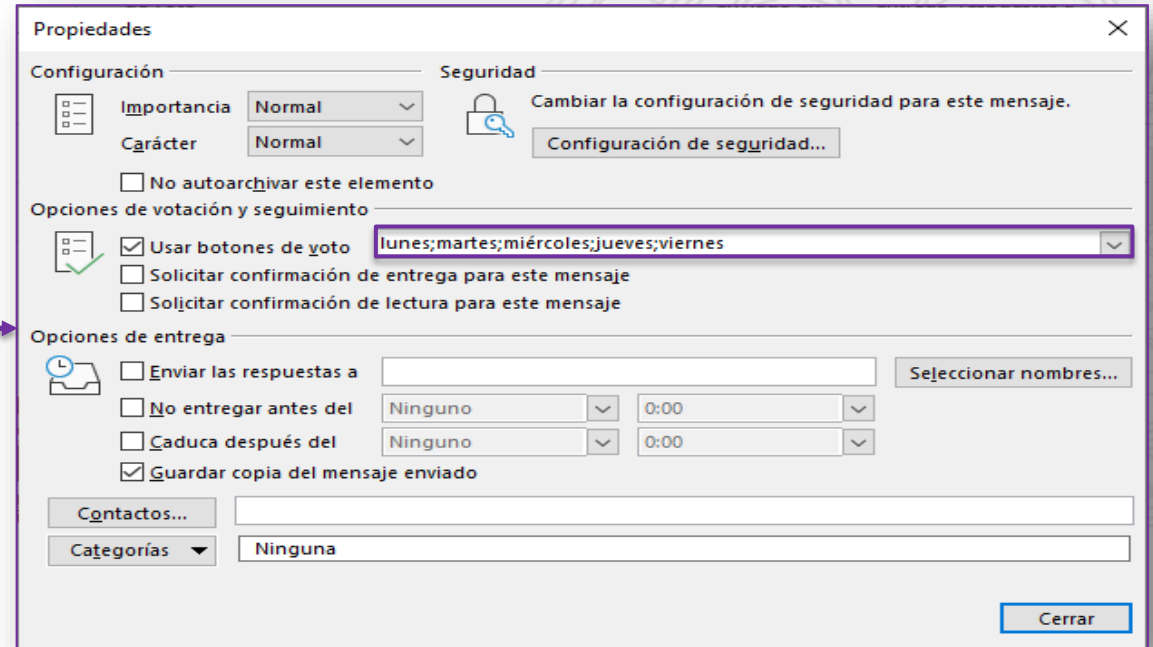 Propiedades
Configuración
Seguridad
Importancia Normal
Cambiar la configuración de seguridad para este mensaje.
Carácter Normal
Configuración de seguridad...
No autoarchivar este elemento
Opciones de votación y seguimiento
Usar botones de voto lunes;martes;miércoles;jueves;viernes
Solicitar confirmación de entrega para este mensaje
Solicitar confirmación de lectura para este mensaje
Opciones de entrega
Enviar las respuestas a
Seleccionar nombres...
No entregar antes del Ninguno 0:00
Caduca después del Ninguno 0:00
Guardar copia del mensaje enviado
Contactos...
Categorías Ninguna
Cerrar